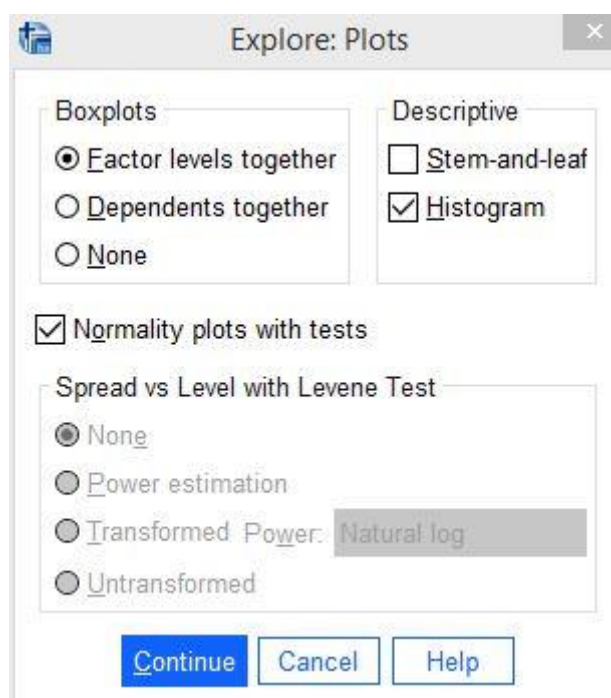 Explore: Plots
Boxplots
Factor levels together
Dependents together
None
Descriptive
Stem-and-leaf
Histogram
Normality plots with tests
Spread vs Level with Levene Test
None
Power estimation
Transformed Power: Natural log
Untransformed
Continue Cancel Help